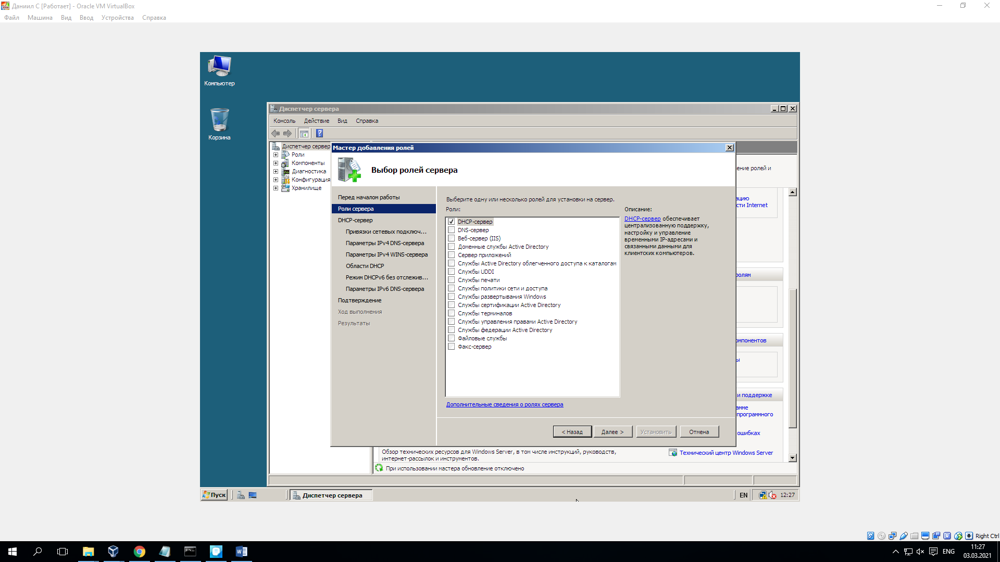 Даниил С [Работает] - Oracle VM VirtualBox
Файл Машина Вид Ввод Устройства Справка
Компьютер
Корзина
Диспетчер сервера
Консоль Действие Вид Справка
Диспетчер сервер
Роли
Компоненты
Диагностика
Конфигурация
Хранилище
Мастер добавления ролей
Выбор ролей сервера
Перед началом работы
Роли сервера
DHCP-сервер
Привязки сетевых подключ...
Параметры IPv4 DNS-сервера
Параметры IPv4 WINS-сервера
Области DHCP
Режим DHCPv6 без отслежив...
Параметры IPv6 DNS-сервера
Подтверждение
Ход выполнения
Результаты
Выберите одну или несколько ролей для установки на сервер.
Роли:
DHCP-сервер
DNS-сервер
Веб-сервер (IIS)
Доменные службы Active Directory
Сервер приложений
Службы Active Directory облегченного доступа к каталогам
Службы UDDI
Службы печати
Службы политики сети и доступа
Службы развертывания Windows
Службы сертификации Active Directory
Службы терминалов
Службы управления правами Active Directory
Службы федерации Active Directory
Файловые службы
Факс-сервер
Дополнительные сведения о ролях сервера
Описание:
DHCP-сервер обеспечивает
централизованную поддержку,
настройку и управление
временными IP-адресами и
связанными данными для
клиентских компьютеров.
< Назад Далее > Установить Отмена
ение ролей и
ацию
сти Internet
ролям
омпонентов
ы
и поддержке
амме
программного
ошибках
Обзор технических ресурсов для Windows Server, в том числе инструкций, руководств,
интернет-рассылок и инструментов.
Технический центр Windows Server
При использовании мастера обновление отключено
Пуск
Диспетчер сервера
EN
12:27
Right Ctrl
ENG
11:27
03.03.2021